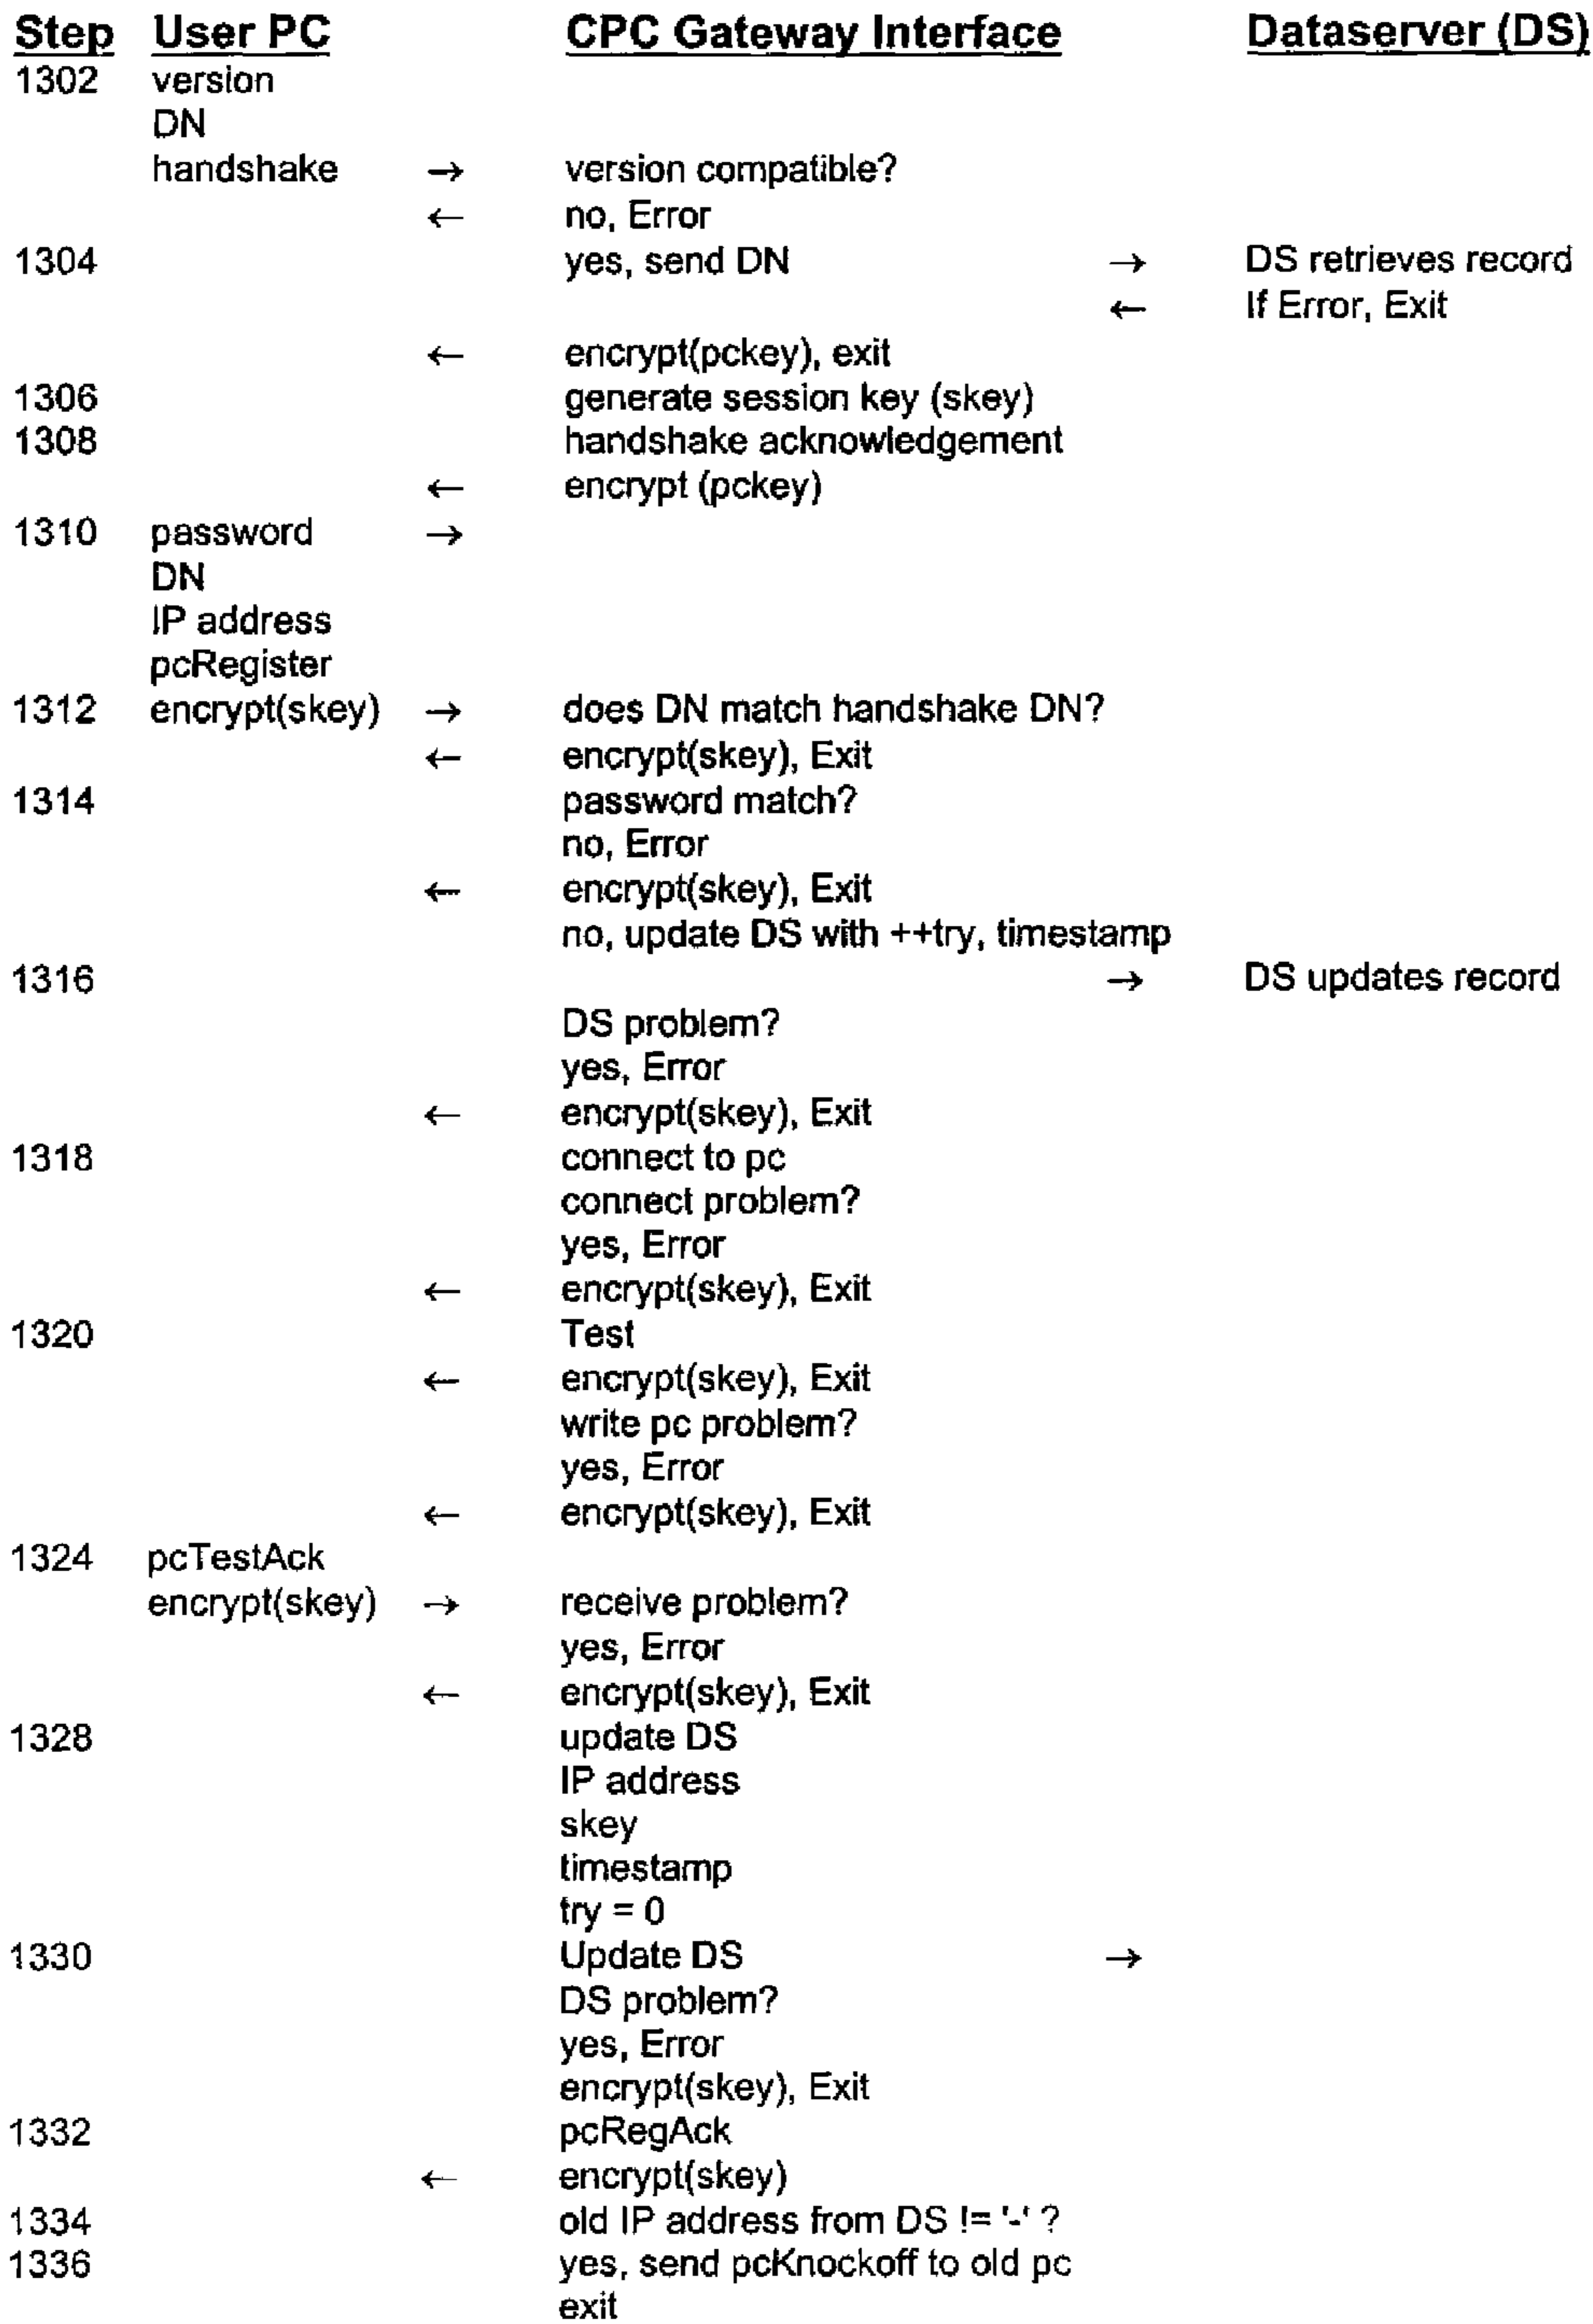 Step User PC CPC Gateway Interface Dataserver (DS)
1302 version
DN
handshake → version compatible?
← no, Error
1304 yes, send DN → DS retrieves record
← If Error, Exit
← encrypt(pckey), exit
1306 generate session key (skey)
1308 handshake acknowledgement
← encrypt (pckey)
1310 password →
DN
IP address
pcRegister
1312 encrypt(skey) → does DN match handshake DN?
← encrypt(skey), Exit
1314 password match?
no, Error
← encrypt(skey), Exit
no, update DS with ++try, timestamp
1316 → DS updates record
DS problem?
yes, Error
← encrypt(skey), Exit
1318 connect to pc
connect problem?
yes, Error
← encrypt(skey), Exit
1320 Test
← encrypt(skey), Exit
write pc problem?
yes, Error
← encrypt(skey), Exit
1324 pcTestAck
encrypt(skey) → receive problem?
yes, Error
← encrypt(skey), Exit
1328 update DS
IP address
skey
timestamp
try = 0
1330 Update DS →
DS problem?
yes, Error
encrypt(skey), Exit
1332 pcRegAck
← encrypt(skey)
1334 old IP address from DS != '-' ?
1336 yes, send pcKnockoff to old pc
exit